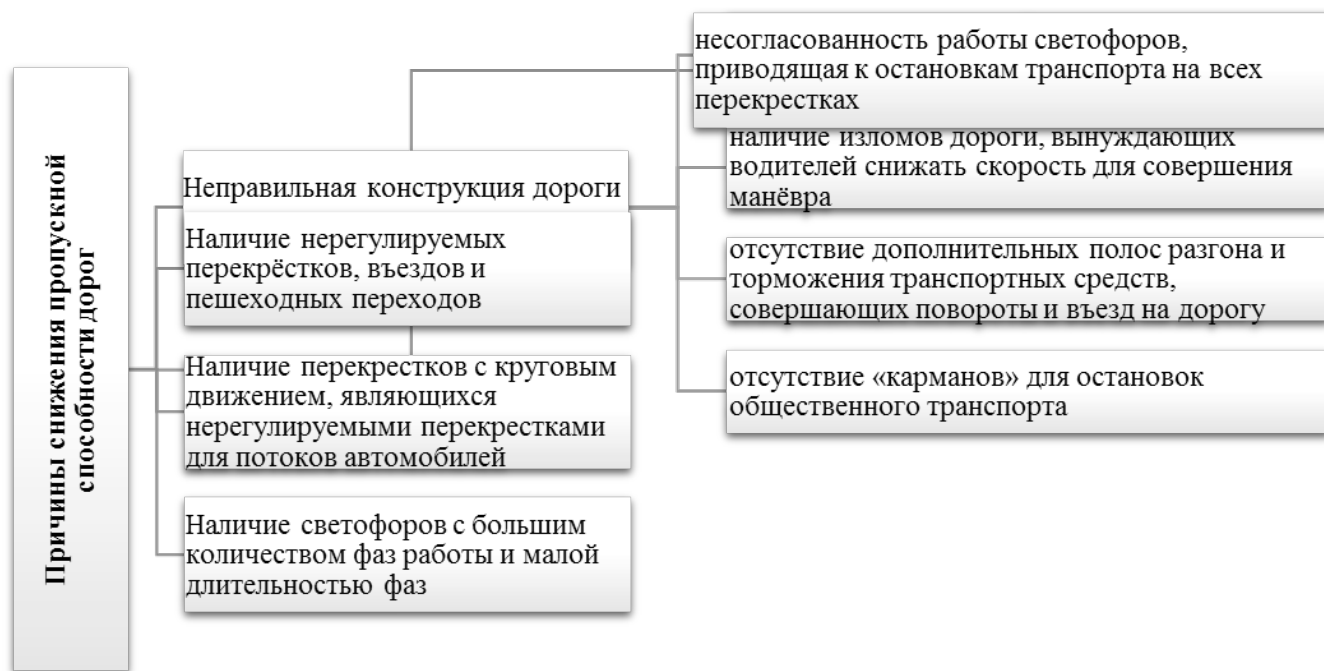 Причины снижения пропускной
способности дорог
Неправильная конструкция дороги
Наличие нерегулируемых
перекрёстков, въездов и
пешеходных переходов
Наличие перекрестков с круговым
движением, являющихся
нерегулируемыми перекрестками
для потоков автомобилей
Наличие светофоров с большим
количеством фаз работы и малой
длительностью фаз
несогласованность работы светофоров,
приводящая к остановкам транспорта на всех
перекрестках
наличие изломов дороги, вынуждающих
водителей снижать скорость для совершения
манёвра
отсутствие дополнительных полос разгона и
торможения транспортных средств,
совершающих повороты и въезд на дорогу
отсутствие «карманов» для остановок
общественного транспорта